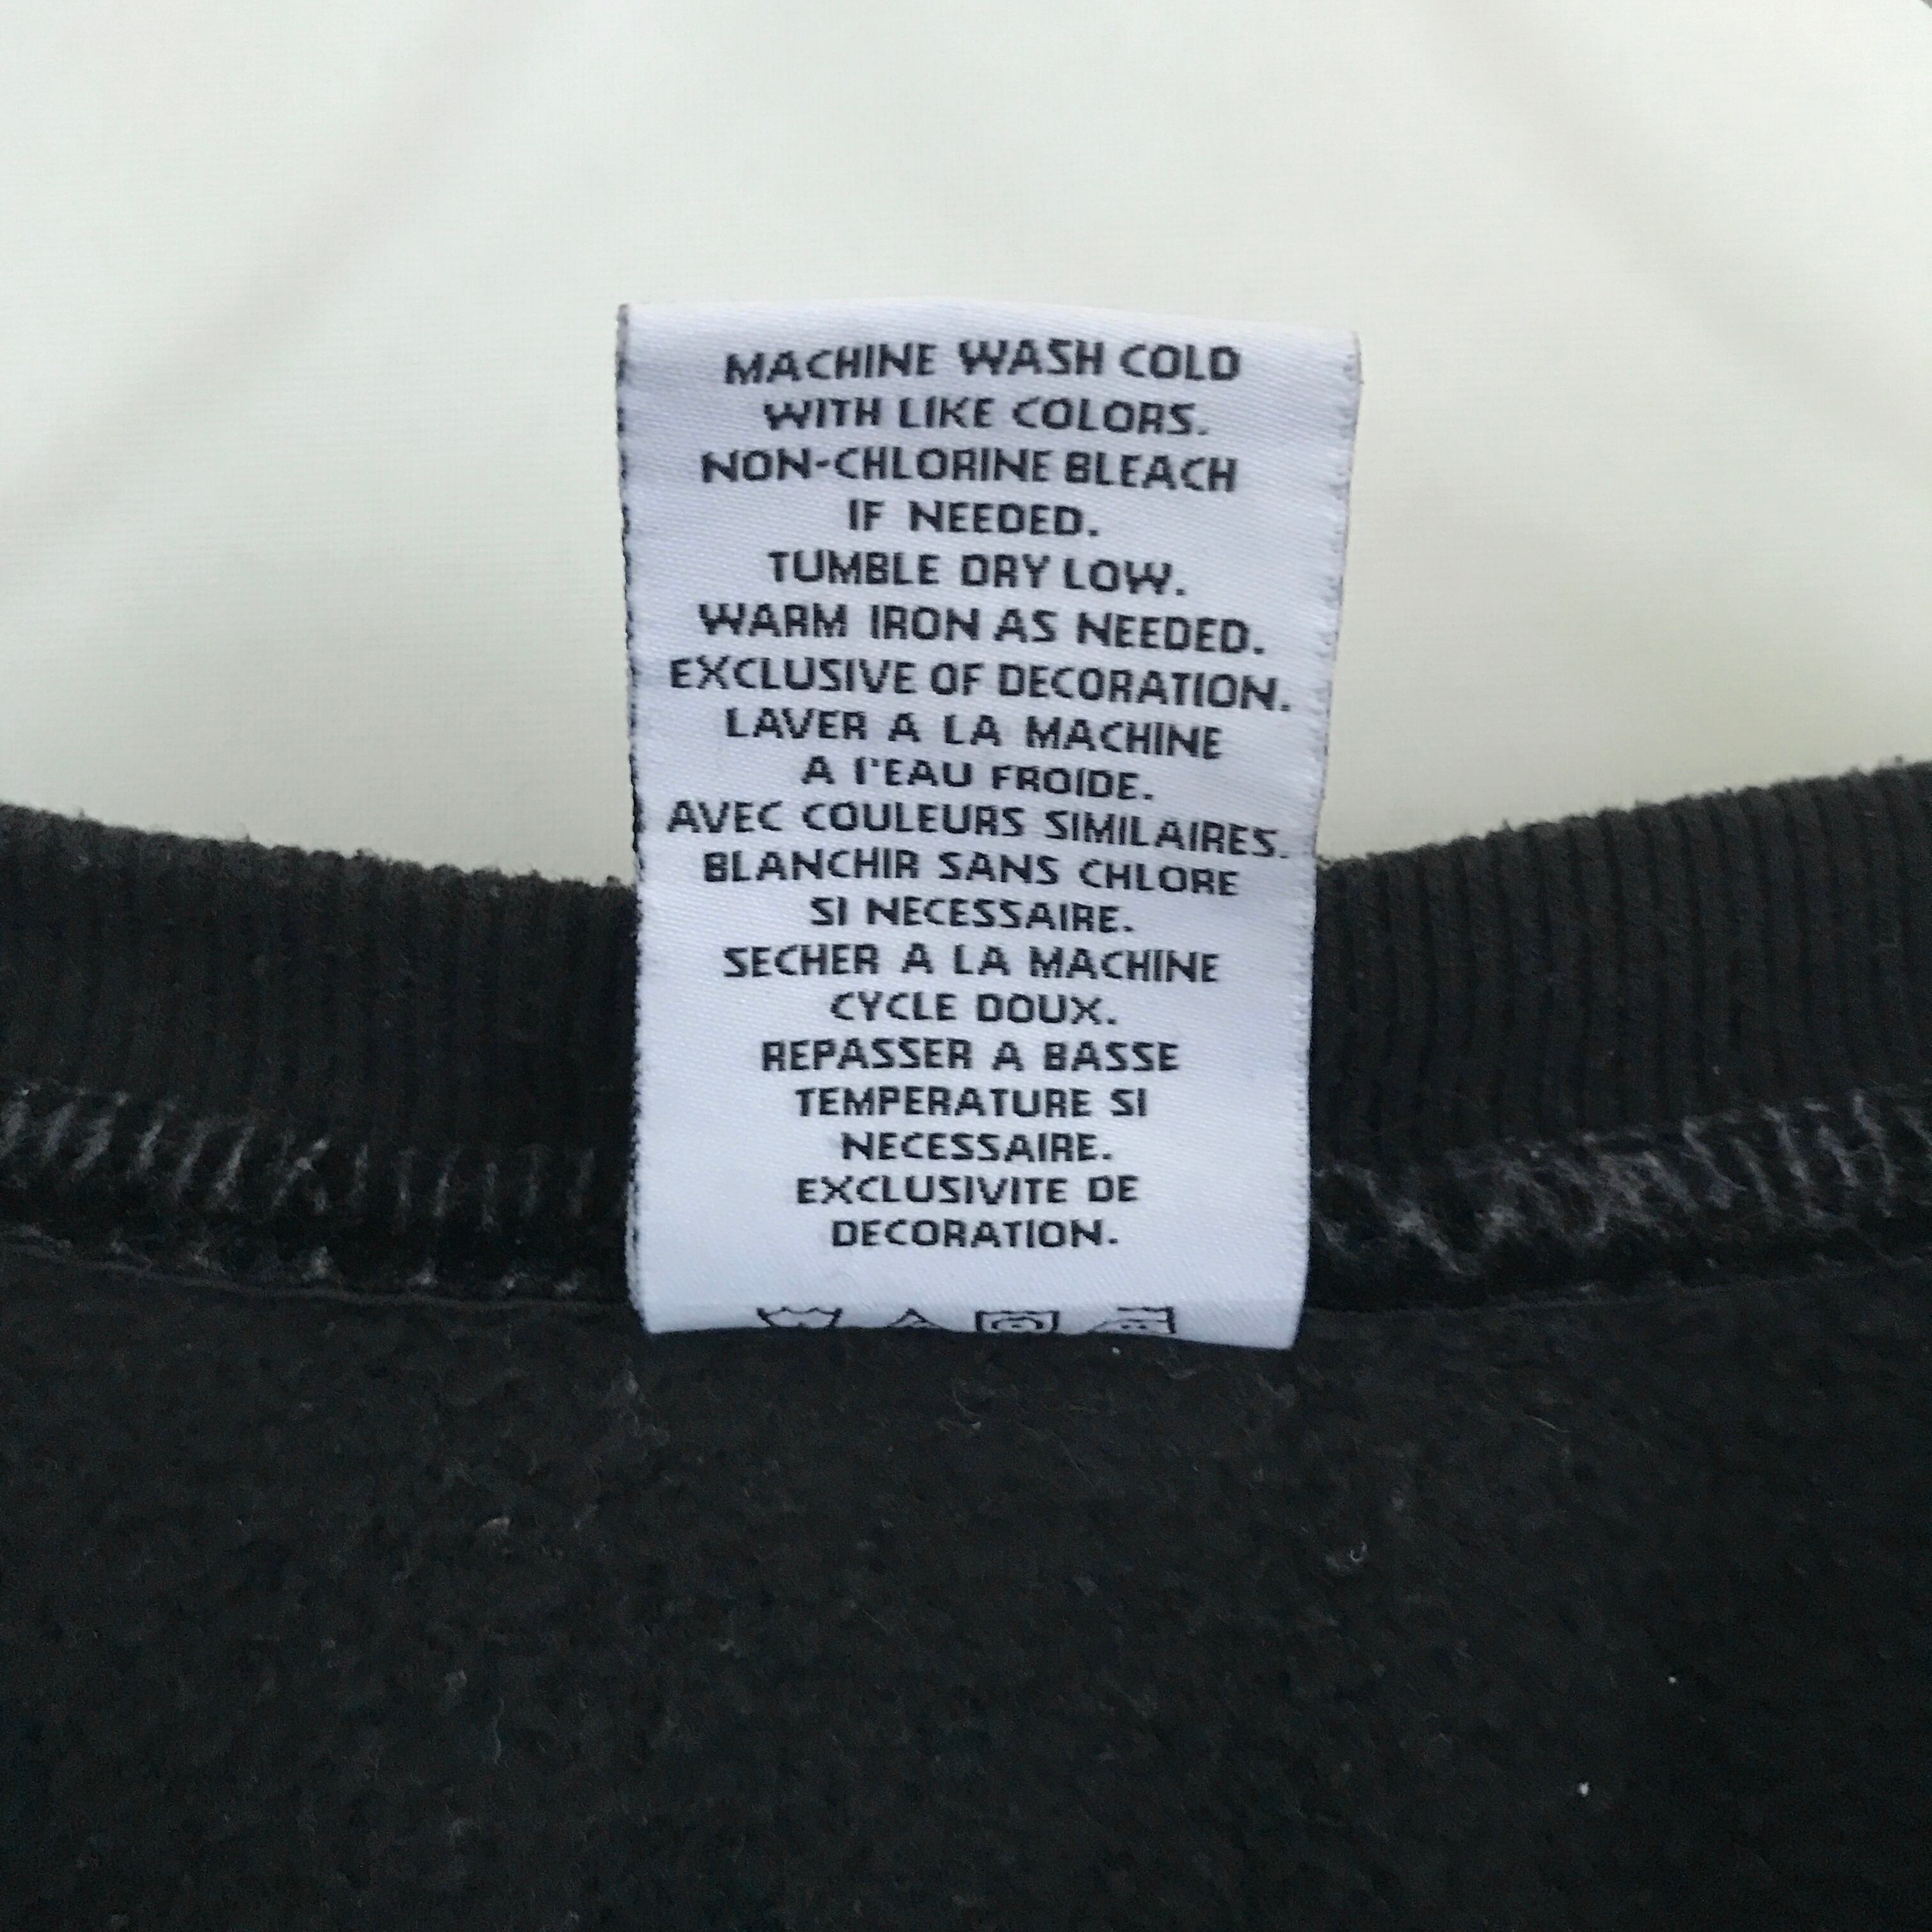 MACHINE WASH COLD
WITH LIKE COLORS.
NON-CHLORINE BLEACH
IF NEEDED.
TUMBLE DRY LOW.
WARM IRON AS NEEDED.
EXCLUSIVE OF DECORATION.
LAVER A LA MACHINE
A l'EAU FROIDE.
AVEC COULEURS SIMILAIRES.
BLANCHIR SANS CHLORE
SI NECESSAIRE.
SECHER A LA MACHINE
CYCLE DOUX.
REPASSER A BASSE
TEMPERATURE SI
NECESSAIRE.
EXCLUSIVITE DE
DECORATION.